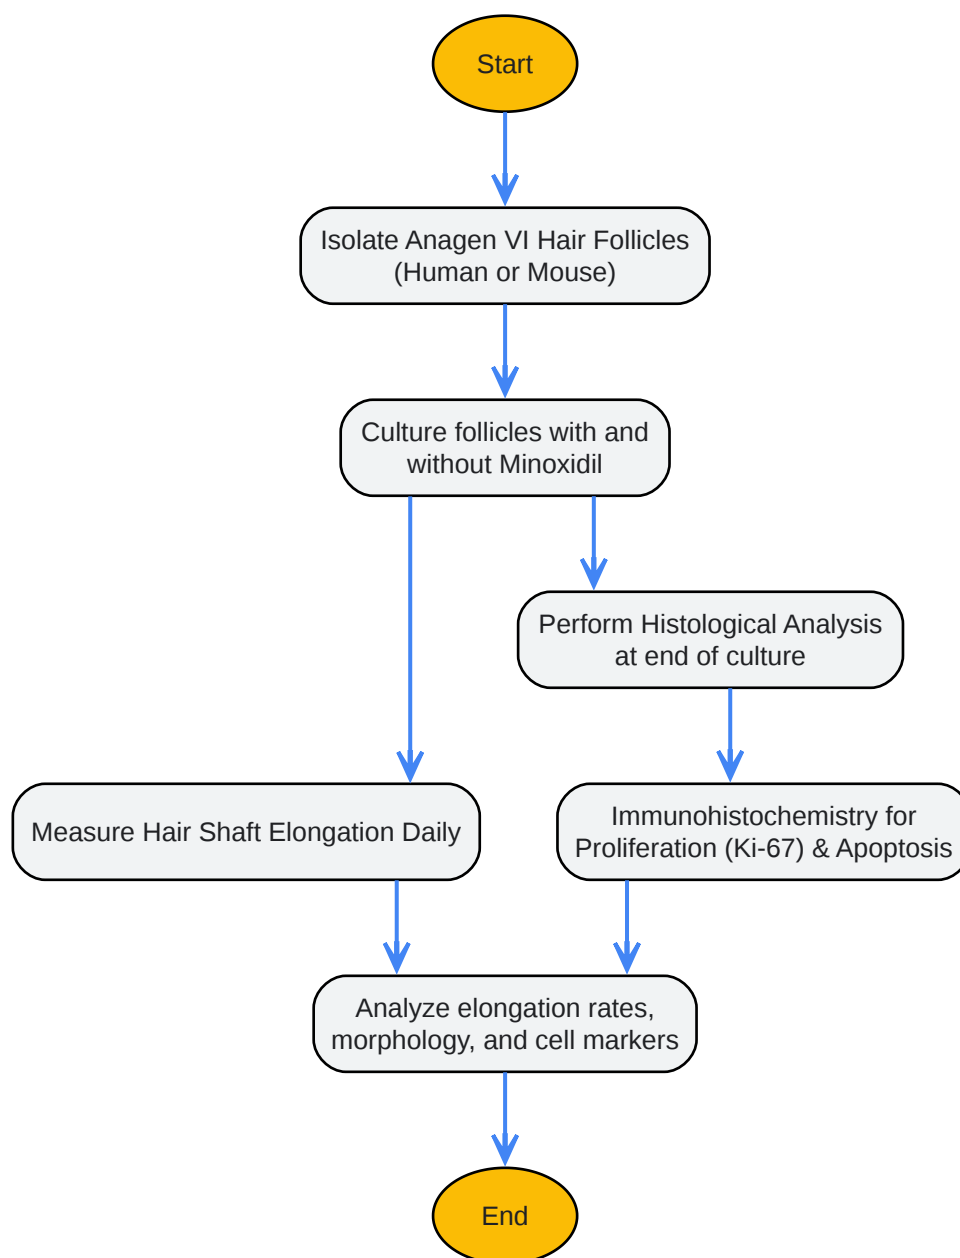 Start
Isolate Anagen VI Hair Follicles
(Human or Mouse)
Culture follicles with and
without Minoxidil
Perform Histological Analysis
at end of culture
Measure Hair Shaft Elongation Daily
Immunohistochemistry for
Proliferation (Ki-67) & Apoptosis
Analyze elongation rates,
morphology, and cell markers
End